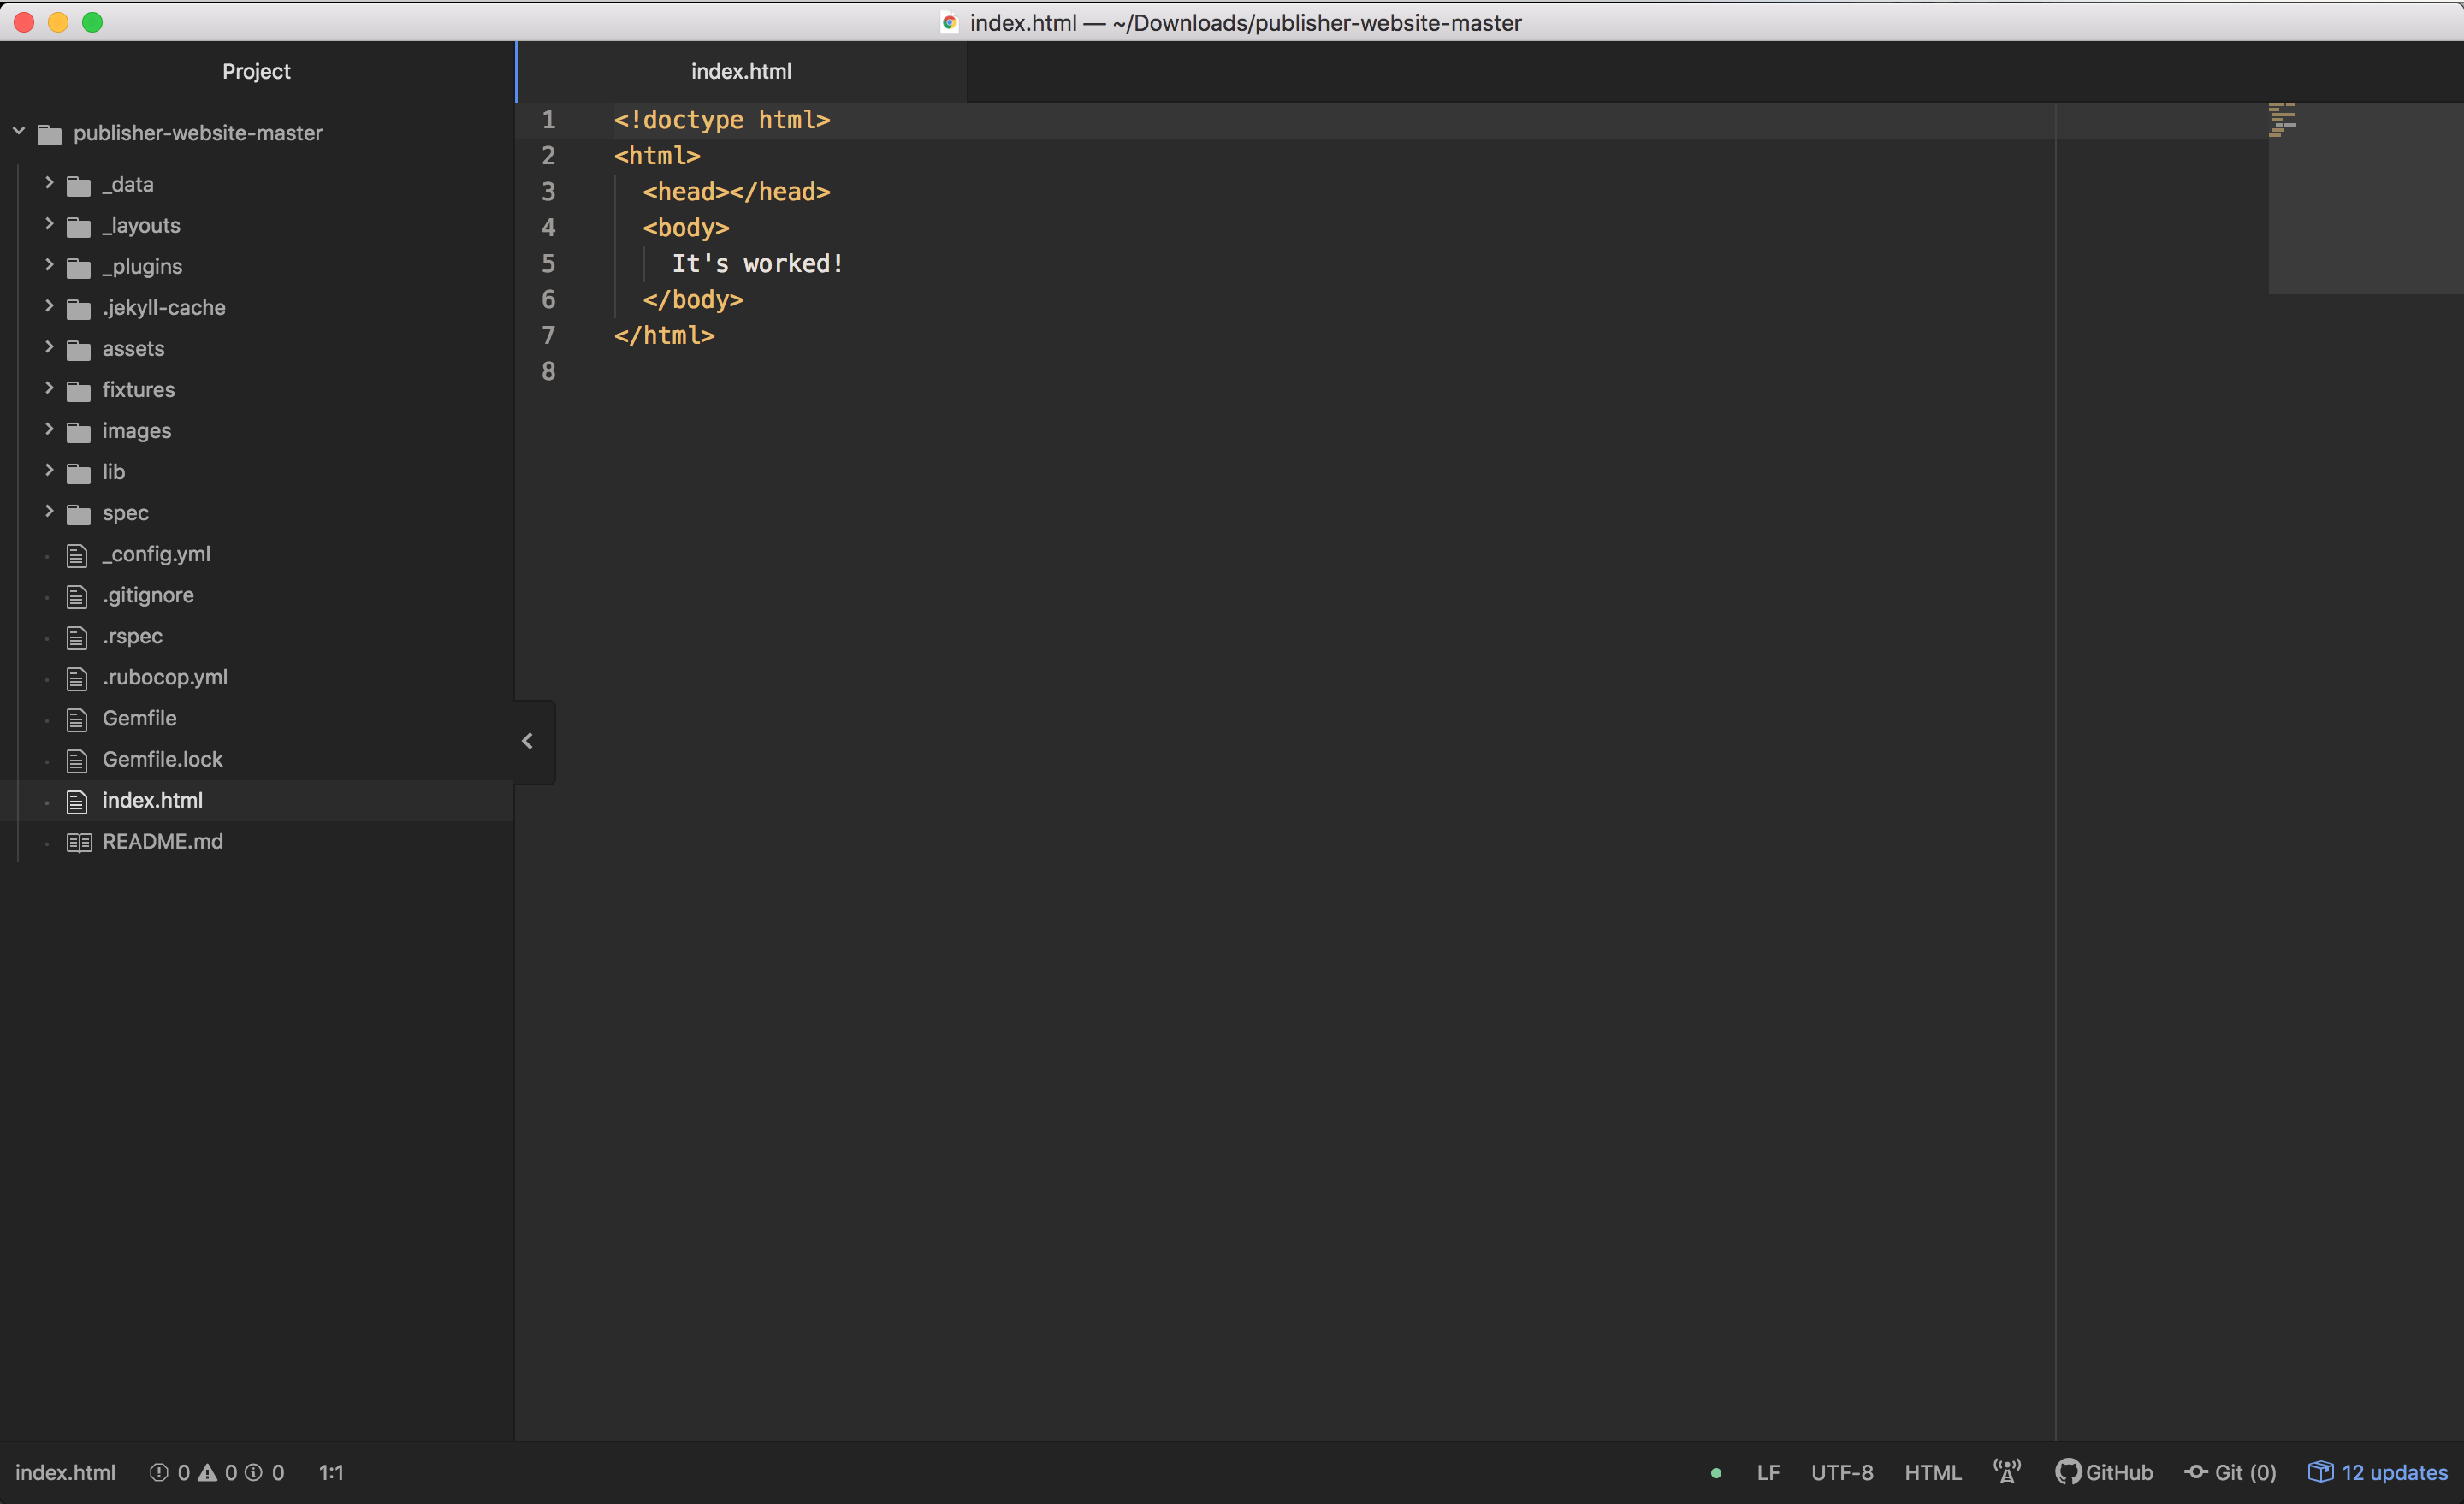 index.html — ~/Downloads/publisher-website-master
Project
publisher-website-master
_data
_layouts
_plugins
.jekyll-cache
assets
fixtures
images
lib
spec
_config.yml
.gitignore
.rspec
.rubocop.yml
Gemfile
Gemfile.lock
index.html
README.md
index.html
1 <!doctype html>
2 <html>
3 <head></head>
4 <body>
5 It's worked!
6 </body>
7 </html>
8
index.html 0 0 0 1:1 LF UTF-8 HTML GitHub Git (0) 12 updates